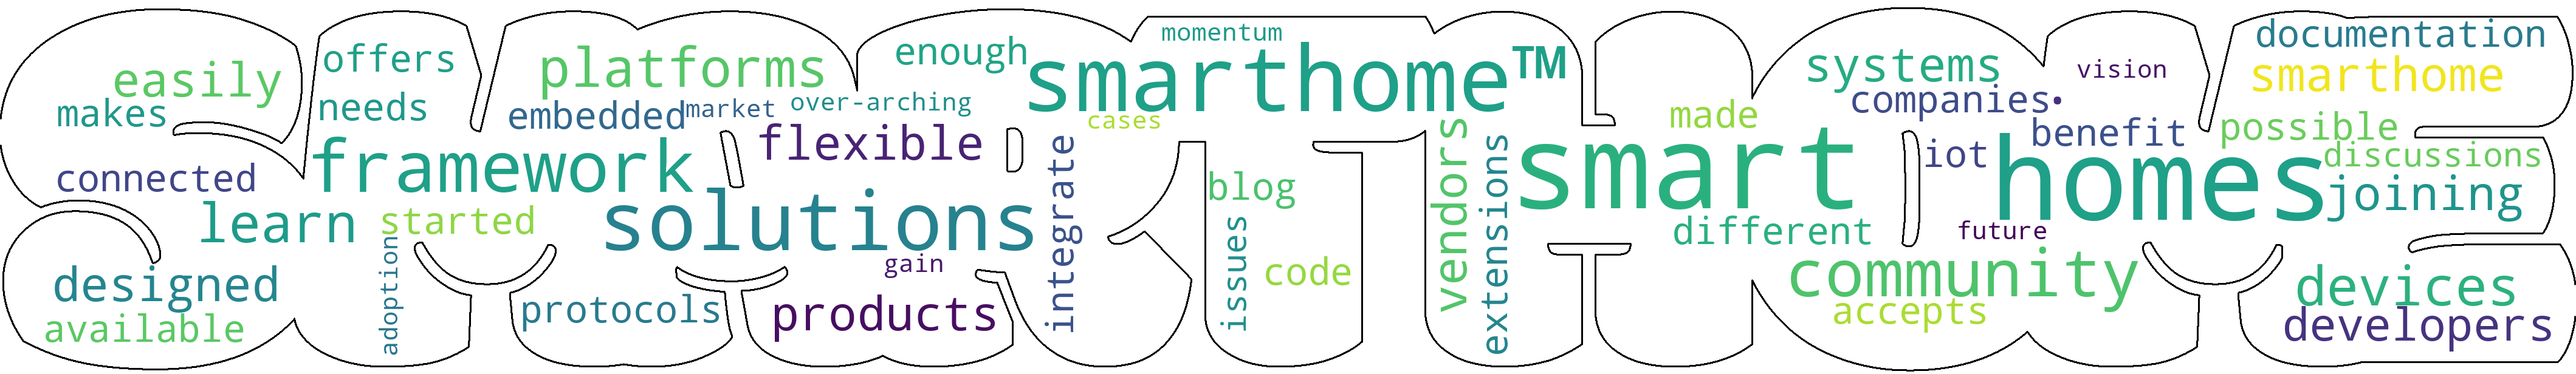 easily
makes
connected
learn
designed
available
offers
needs
framework
started
adoption
platforms
embedded
market
over-arching
flexible
solutions
gain
protocols
products
enough
momentum
smarthome™
cases
integrate
blog
issues
code
vendors
extensions
made
smart
different
systems
vision
companies•
iot
benefit
homes
future
community
accepts
documentation
smarthome
possible
discussions
joining
devices
developers